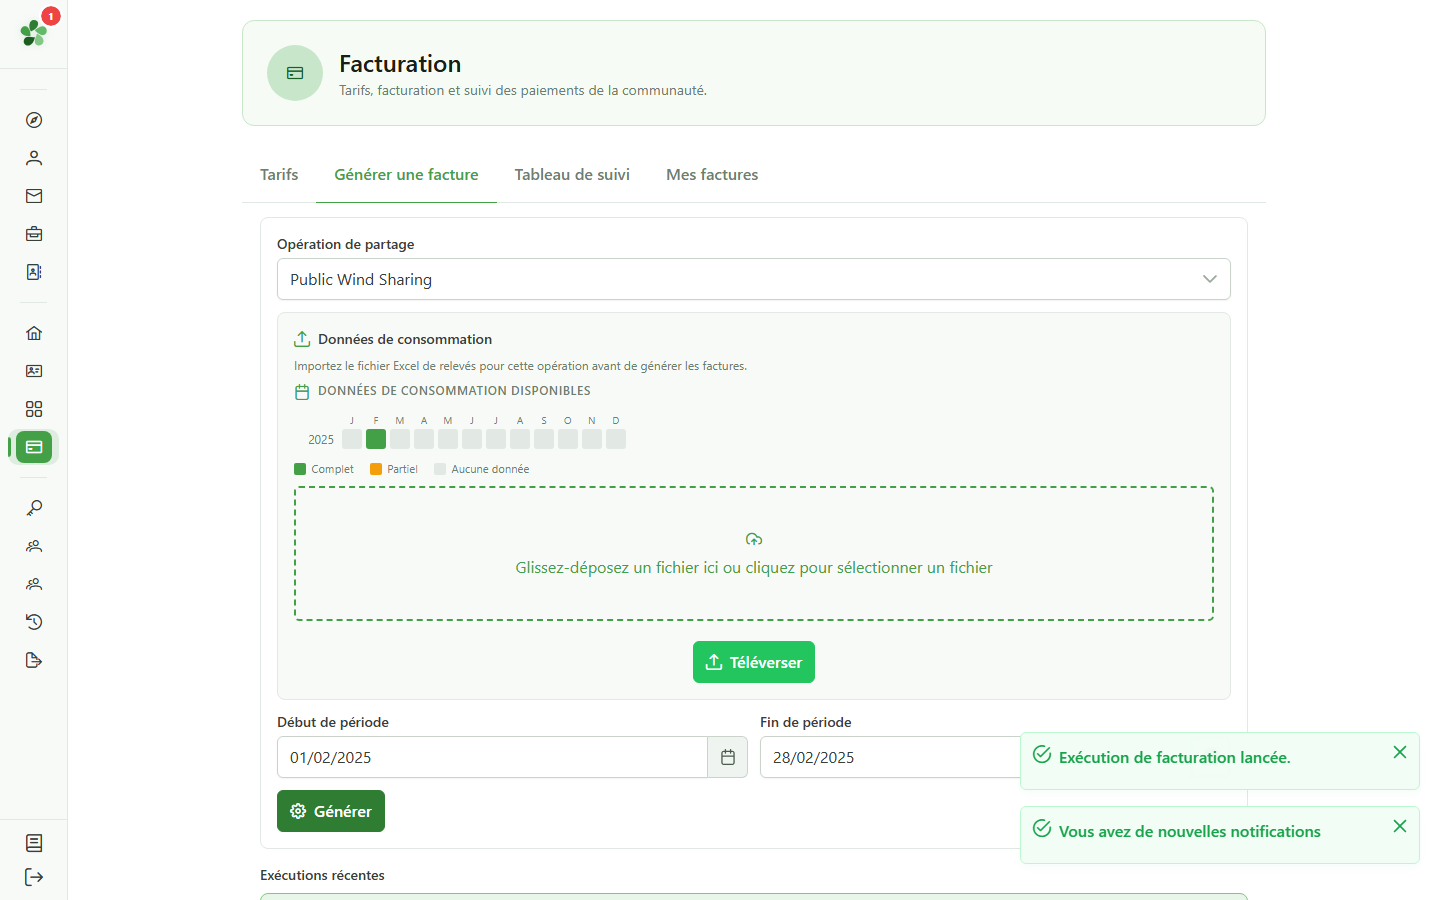 1
Facturation
Tarifs, facturation et suivi des paiements de la communauté.
Tarifs
Générer une facture
Tableau de suivi
Mes factures
Opération de partage
Public Wind Sharing
Données de consommation
Importez le fichier Excel de relevés pour cette opération avant de générer les factures.
DONNÉES DE CONSOMMATION DISPONIBLES
J F M A M J J A S O N D
2025
Complet
Partiel
Aucune donnée
Glissez-déposez un fichier ici ou cliquez pour sélectionner un fichier
Téléverser
Début de période
Fin de période
01/02/2025
28/02/2025
Exécution de facturation lancée.
Générer
Vous avez de nouvelles notifications
Exécutions récentes